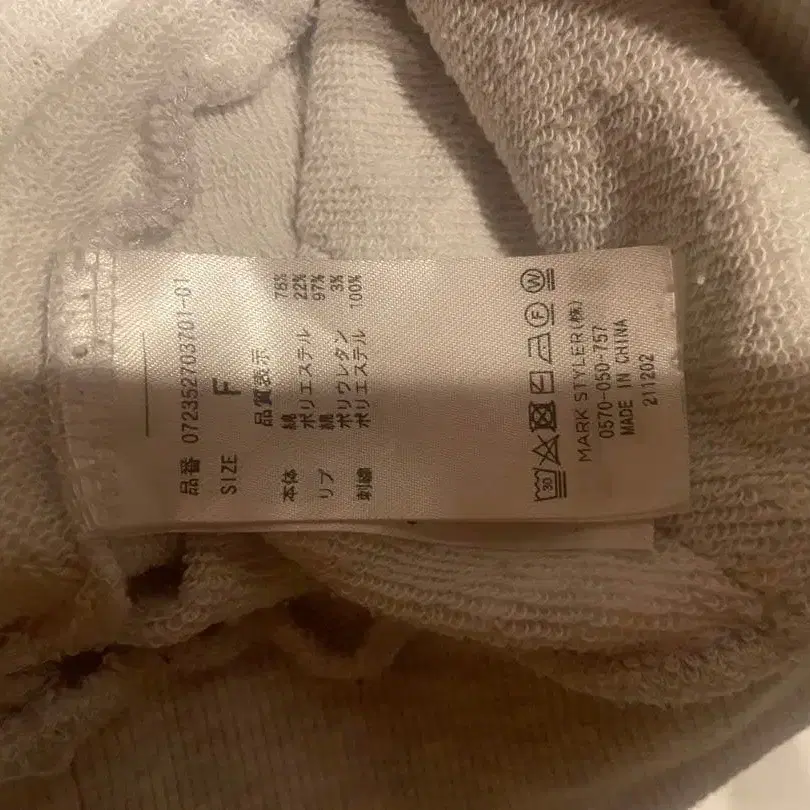 品番 072352703701-01
SIZE F
品質表示
本体 綿 78%
ポリエステル 22%
リブ 綿 97%
ポリウレタン 3%
刺繍 ポリエステル 100%
30 F W
MARK STYLER(株)
0570-050-757
MADE IN CHINA
211202